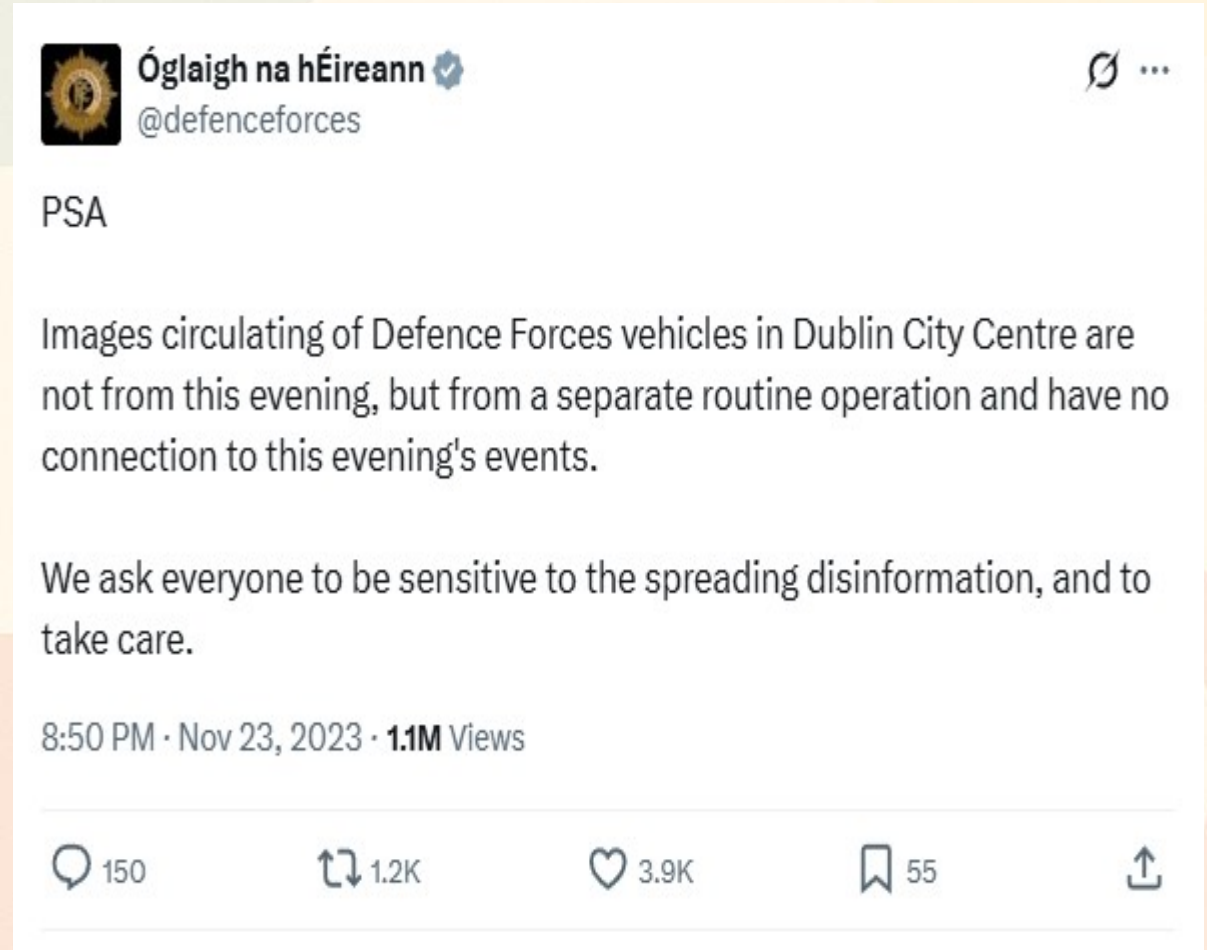 Óglaigh na hÉireann
@defenceforces
PSA
Images circulating of Defence Forces vehicles in Dublin City Centre are
not from this evening, but from a separate routine operation and have no
connection to this evening's events.
We ask everyone to be sensitive to the spreading disinformation, and to
take care.
8:50 PM · Nov 23, 2023 · 1.1M Views
150 1.2K 3.9K 55